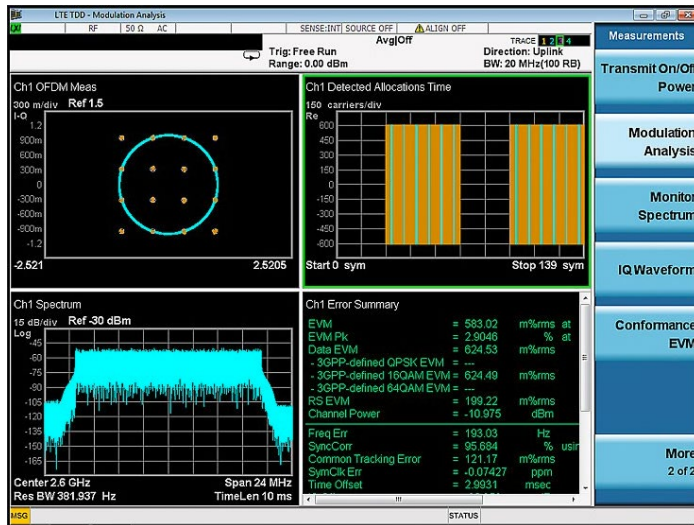 LTE TDD - Modulation Analysis
RF 50 Ω AC SENSE:INT SOURCE OFF ALIGN OFF
Avg|Off
TRACE 1 2 3 4
Trig: Free Run
Direction: Uplink
Range: 0.00 dBm
BW: 20 MHz(100 RB)
Ch1 OFDM Meas
300 m/div Ref 1.5
I-Q
1.2
900m
600m
300m
0
-300m
-600m
-900m
-1.2
-2.521 2.5205
Ch1 Detected Allocations Time
150 carriers/div
Re
600
450
300
150
0
-150
-300
-450
-600
Start 0 sym Stop 139 sym
Ch1 Spectrum
15 dB/div Ref -30 dBm
Log
-45
-60
-75
-90
-105
-120
-135
-150
-165
Center 2.6 GHz Span 24 MHz
Res BW 381.937 Hz TimeLen 10 ms
Ch1 Error Summary
EVM = 583.02 m%rms at
EVM Pk = 2.9046 % at
Data EVM = 624.53 m%rms
- 3GPP-defined QPSK EVM = ---
- 3GPP-defined 16QAM EVM = 624.49 m%rms
- 3GPP-defined 64QAM EVM = ---
RS EVM = 199.22 m%rms
Channel Power = -10.975 dBm
Freq Err = 193.03 Hz
SyncCorr = 95.684 % usin
Common Tracking Error = 121.17 m%rms
SymClk Err = -0.07427 ppm
Time Offset = 2.9931 msec
Measurements
Transmit On/Off
Power
Modulation
Analysis
Monitor
Spectrum
IQ Waveform
Conformance
EVM
More
2 of 2
MSG STATUS